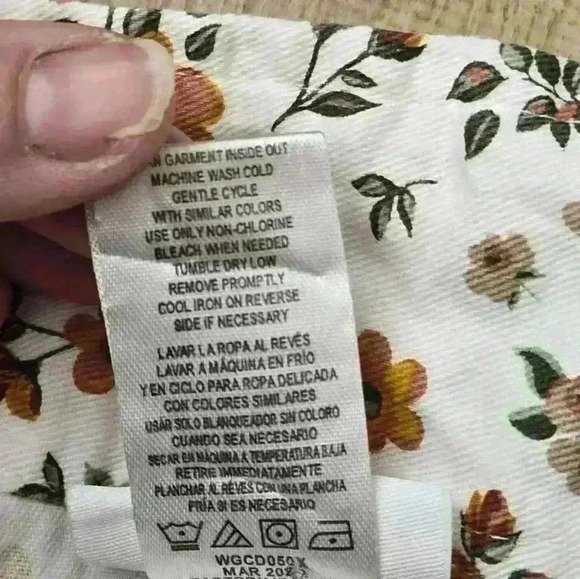 GARMENT INSIDE OUT
MACHINE WASH COLD
GENTLE CYCLE
WITH SIMILAR COLORS
USE ONLY NON-CHLORINE
BLEACH WHEN NEEDED
TUMBLE DRY LOW
REMOVE PROMPTLY
COOL IRON ON REVERSE
SIDE IF NECESSARY
LAVAR LA ROPA AL REVÉS
LAVAR A MÁQUINA EN FRÍO
Y EN CICLO PARA ROPA DELICADA
CON COLORES SIMILARES
USAR SOLO BLANQUEADOR SIN CLORO
CUANDO SEA NECESARIO
SECAR EN MÁQUINA A TEMPERATURA BAJA
RETIRE IMMEDIATAMENTE
PLANCHAR AL REVÉS CON UNA PLANCHA
FRÍA SI ES NECESARIO
MAR